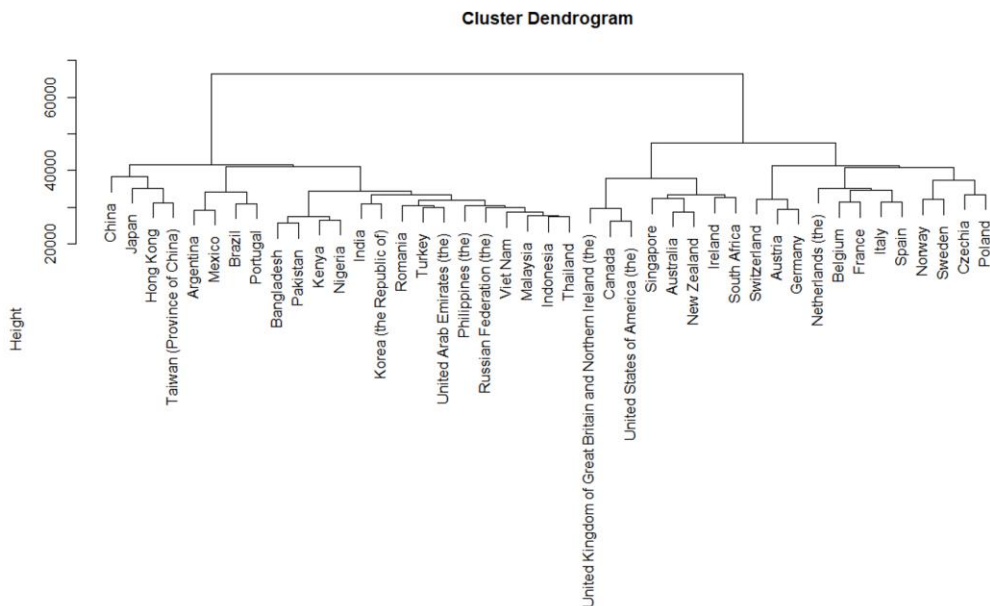 Cluster Dendrogram
Height
60000
40000
20000
China
Japan
Hong Kong
Taiwan (Province of China)
Argentina
Mexico
Brazil
Portugal
Bangladesh
Pakistan
Kenya
Nigeria
India
Korea (the Republic of)
Romania
Turkey
United Arab Emirates (the)
Philippines (the)
Russian Federation (the)
Viet Nam
Malaysia
Indonesia
Thailand
United Kingdom of Great Britain and Northern Ireland (the)
Canada
United States of America (the)
Singapore
Australia
New Zealand
Ireland
South Africa
Switzerland
Austria
Germany
Netherlands (the)
Belgium
France
Italy
Spain
Norway
Sweden
Czechia
Poland